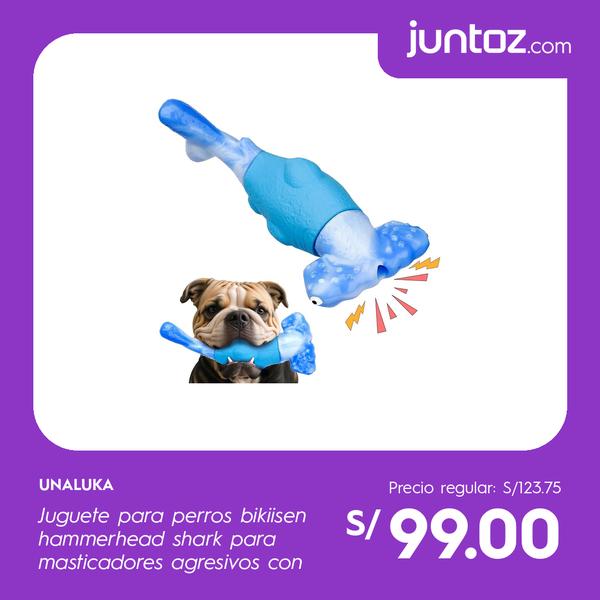 juntoz.com
UNALUKA
Juguete para perros bikiisen
hammerhead shark para
masticadores agresivos con
Precio regular: S/123.75
S/ 99.00